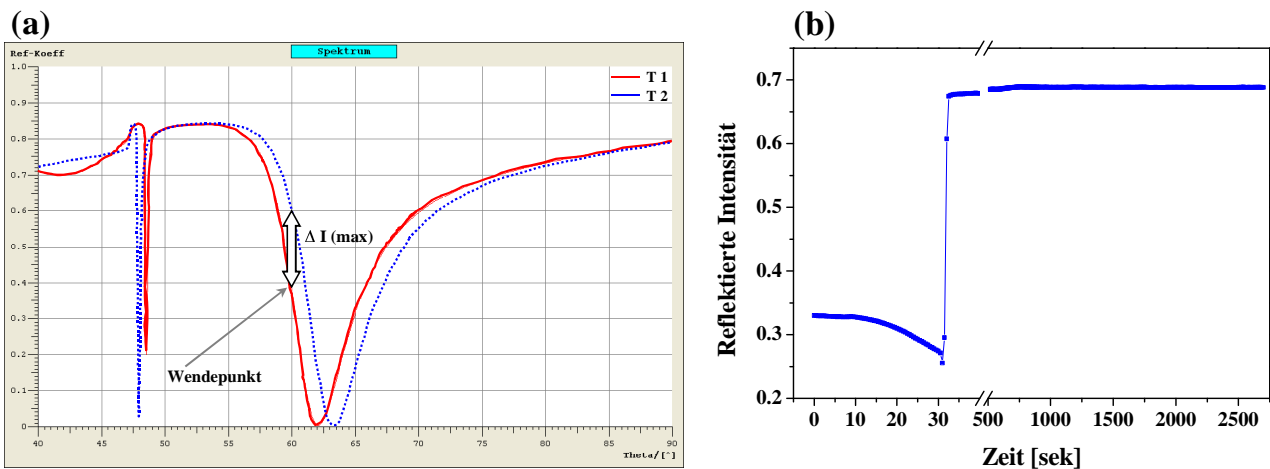 (a)
Ref-Koeff
Spektrum
1.0
0.9
0.8
0.7
0.6
0.5
0.4
0.3
0.2
0.1
0
T 1
T 2
Δ I (max)
Wendepunkt
40 45 50 55 60 65 70 75 80 85 90
Theta/[°]
(b)
Reflektierte Intensität
0.7
0.6
0.5
0.4
0.3
0.2
0 10 20 30 500 1000 1500 2000 2500
Zeit [sek]